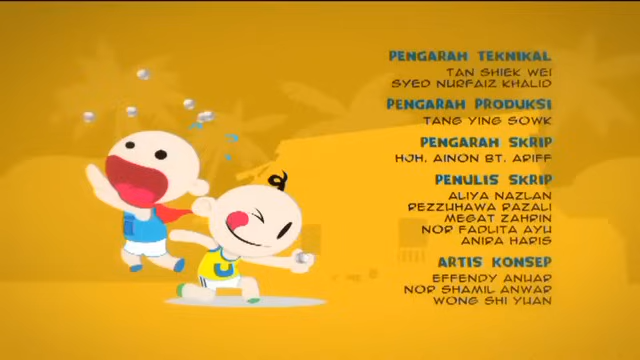 PENGARAH TEKNIKAL
TAN SHIEK WEI
SYED NURFAIZ KHALID
PENGARAH PRODUKSI
TANG YING SOWK
PENGARAH SKRIP
HJH. AINON BT. ARIFF
PENULIS SKRIP
ALIYA NAZLAN
REZZUHAWA RAZALI
MEGAT ZAHRIN
NOR FADLITA AYU
ANIRA HARIS
ARTIS KONSEP
EFFENDY ANUAR
NOR SHAMIL ANWAR
WONG SHI YUAN